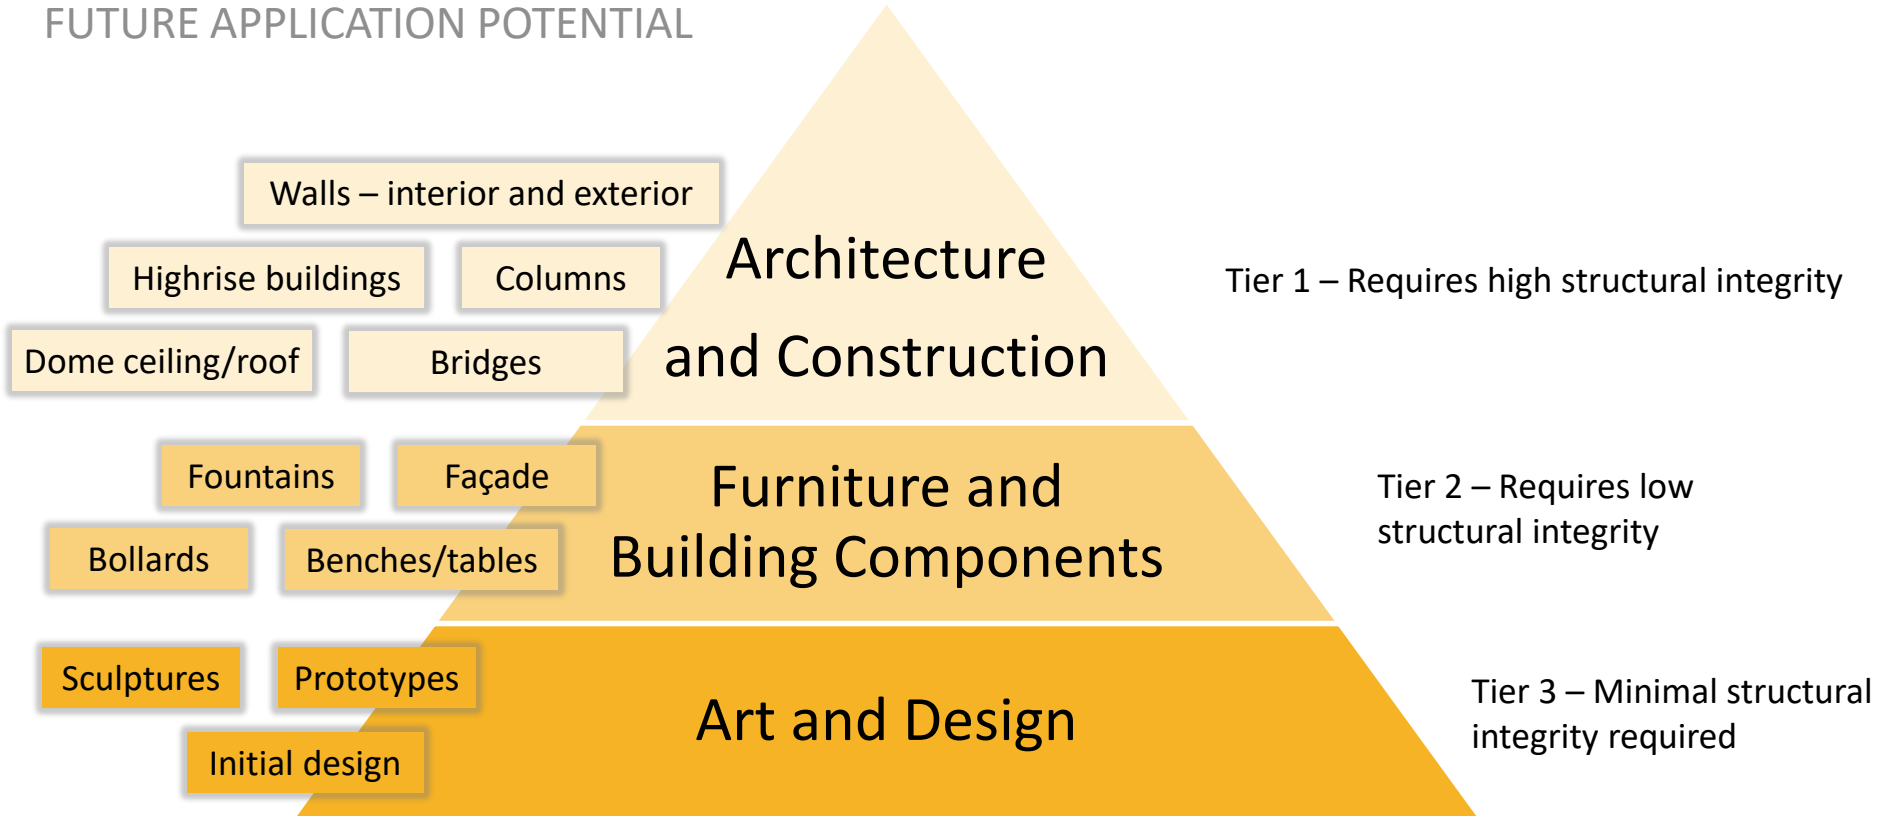 FUTURE APPLICATION POTENTIAL
Walls – interior and exterior
Highrise buildings
Columns
Dome ceiling/roof
Bridges
Architecture
and Construction
Tier 1 – Requires high structural integrity
Fountains
Façade
Bollards
Benches/tables
Furniture and
Building Components
Tier 2 – Requires low
structural integrity
Sculptures
Prototypes
Initial design
Art and Design
Tier 3 – Minimal structural
integrity required